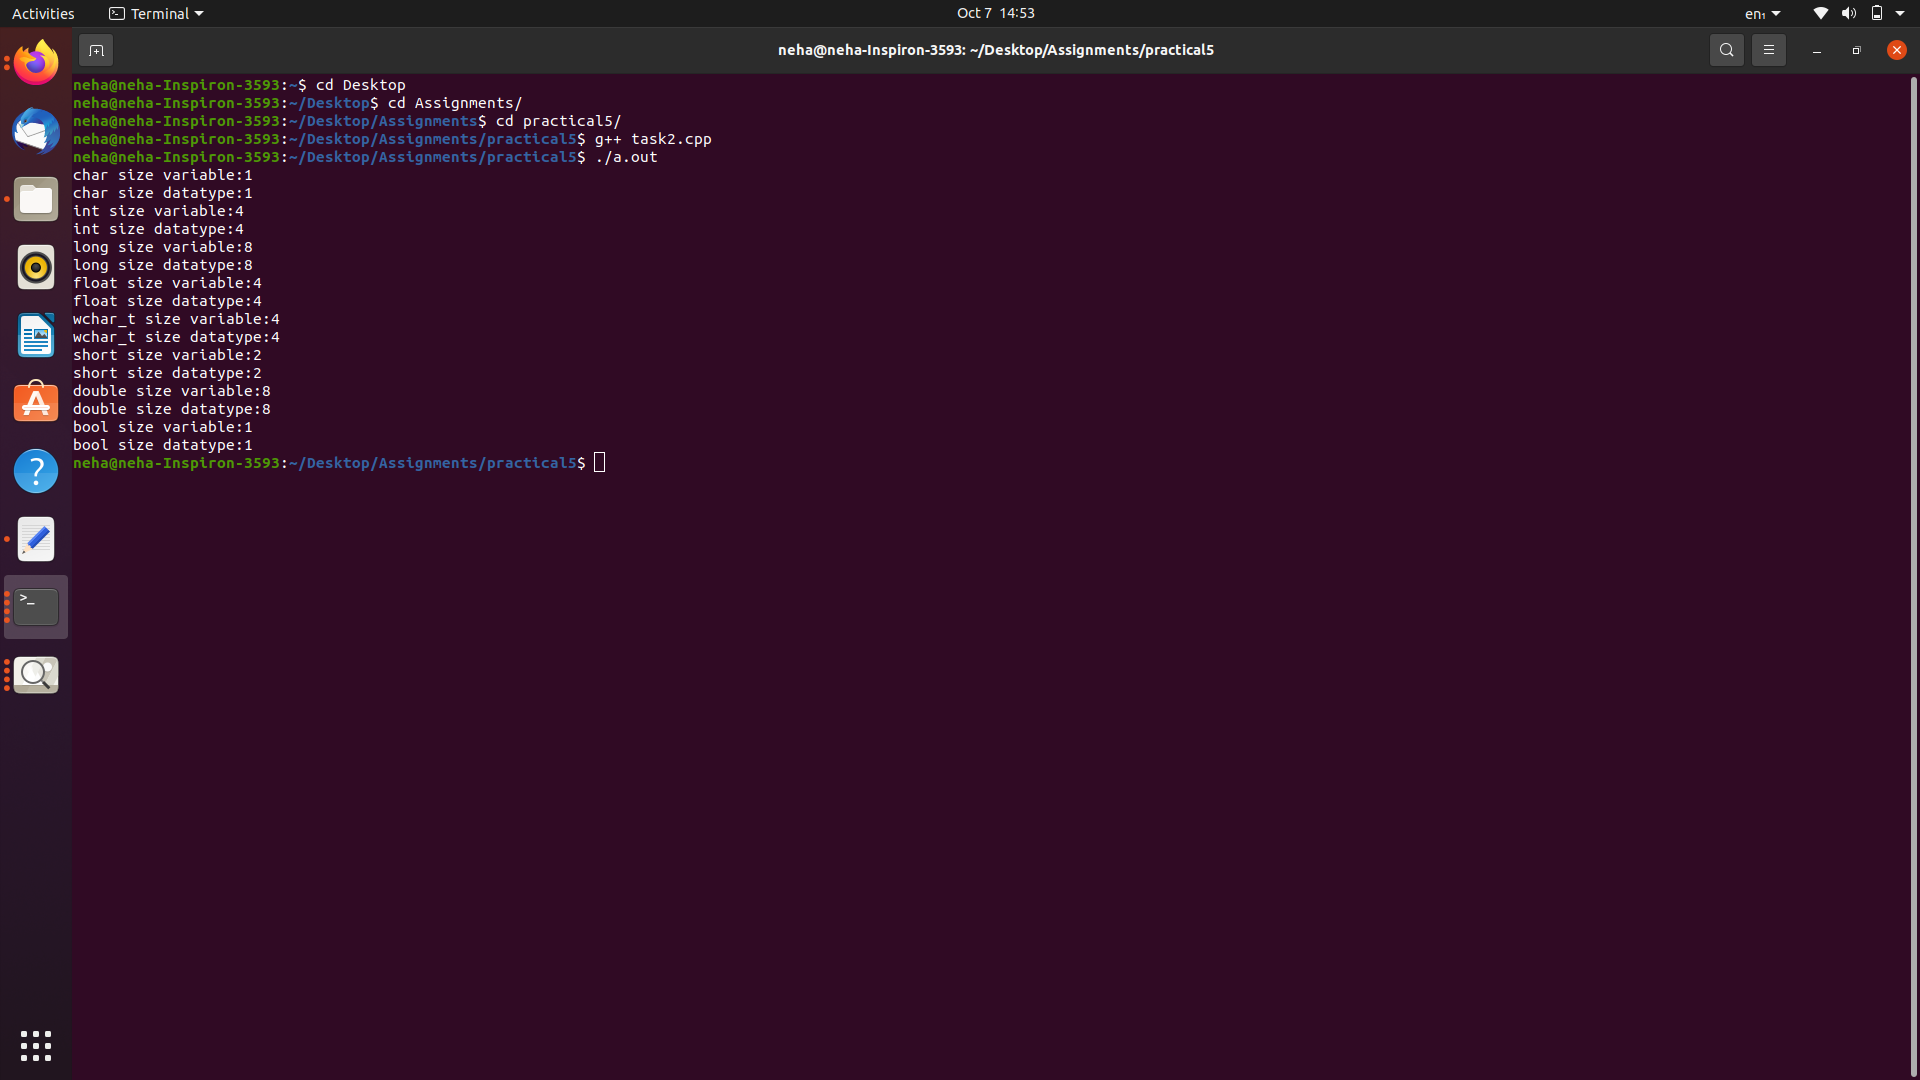 Activities Terminal Oct 7 14:53 en₁
neha@neha-Inspiron-3593: ~/Desktop/Assignments/practical5
neha@neha-Inspiron-3593:~$ cd Desktop
neha@neha-Inspiron-3593:~/Desktop$ cd Assignments/
neha@neha-Inspiron-3593:~/Desktop/Assignments$ cd practical5/
neha@neha-Inspiron-3593:~/Desktop/Assignments/practical5$ g++ task2.cpp
neha@neha-Inspiron-3593:~/Desktop/Assignments/practical5$ ./a.out
char size variable:1
char size datatype:1
int size variable:4
int size datatype:4
long size variable:8
long size datatype:8
float size variable:4
float size datatype:4
wchar_t size variable:4
wchar_t size datatype:4
short size variable:2
short size datatype:2
double size variable:8
double size datatype:8
bool size variable:1
bool size datatype:1
neha@neha-Inspiron-3593:~/Desktop/Assignments/practical5$